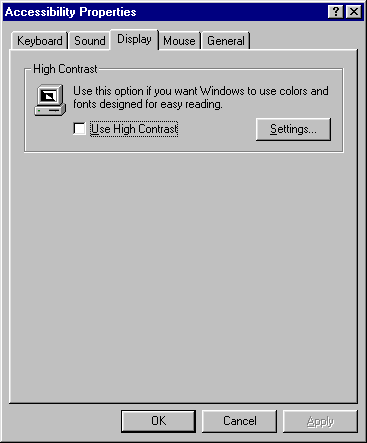 Accessibility Properties
Keyboard Sound Display Mouse General
High Contrast
Use this option if you want Windows to use colors and
fonts designed for easy reading.
Use High Contrast Settings...
OK Cancel Apply